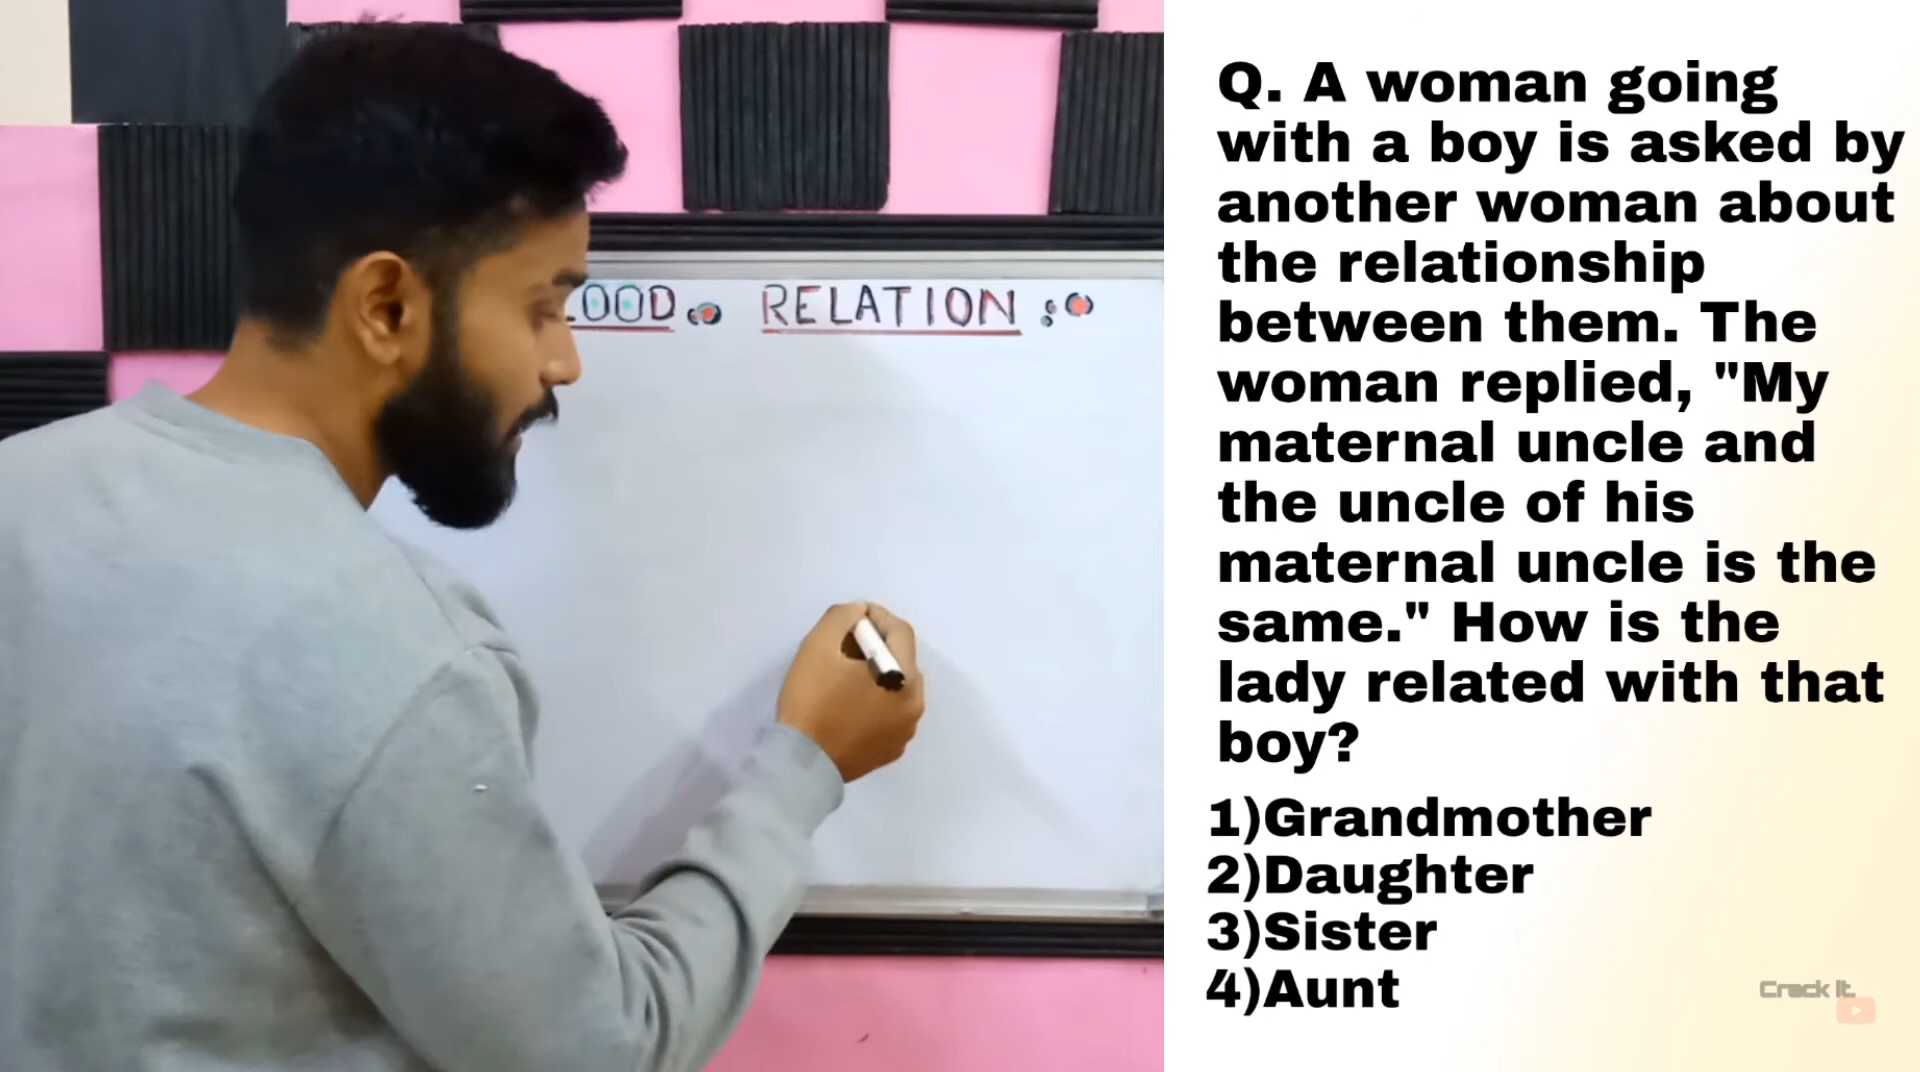 LOOD RELATION :
Q. A woman going
with a boy is asked by
another woman about
the relationship
between them. The
woman replied, "My
maternal uncle and
the uncle of his
maternal uncle is the
same." How is the
lady related with that
boy?
1)Grandmother
2)Daughter
3)Sister
4)Aunt
Crack It.